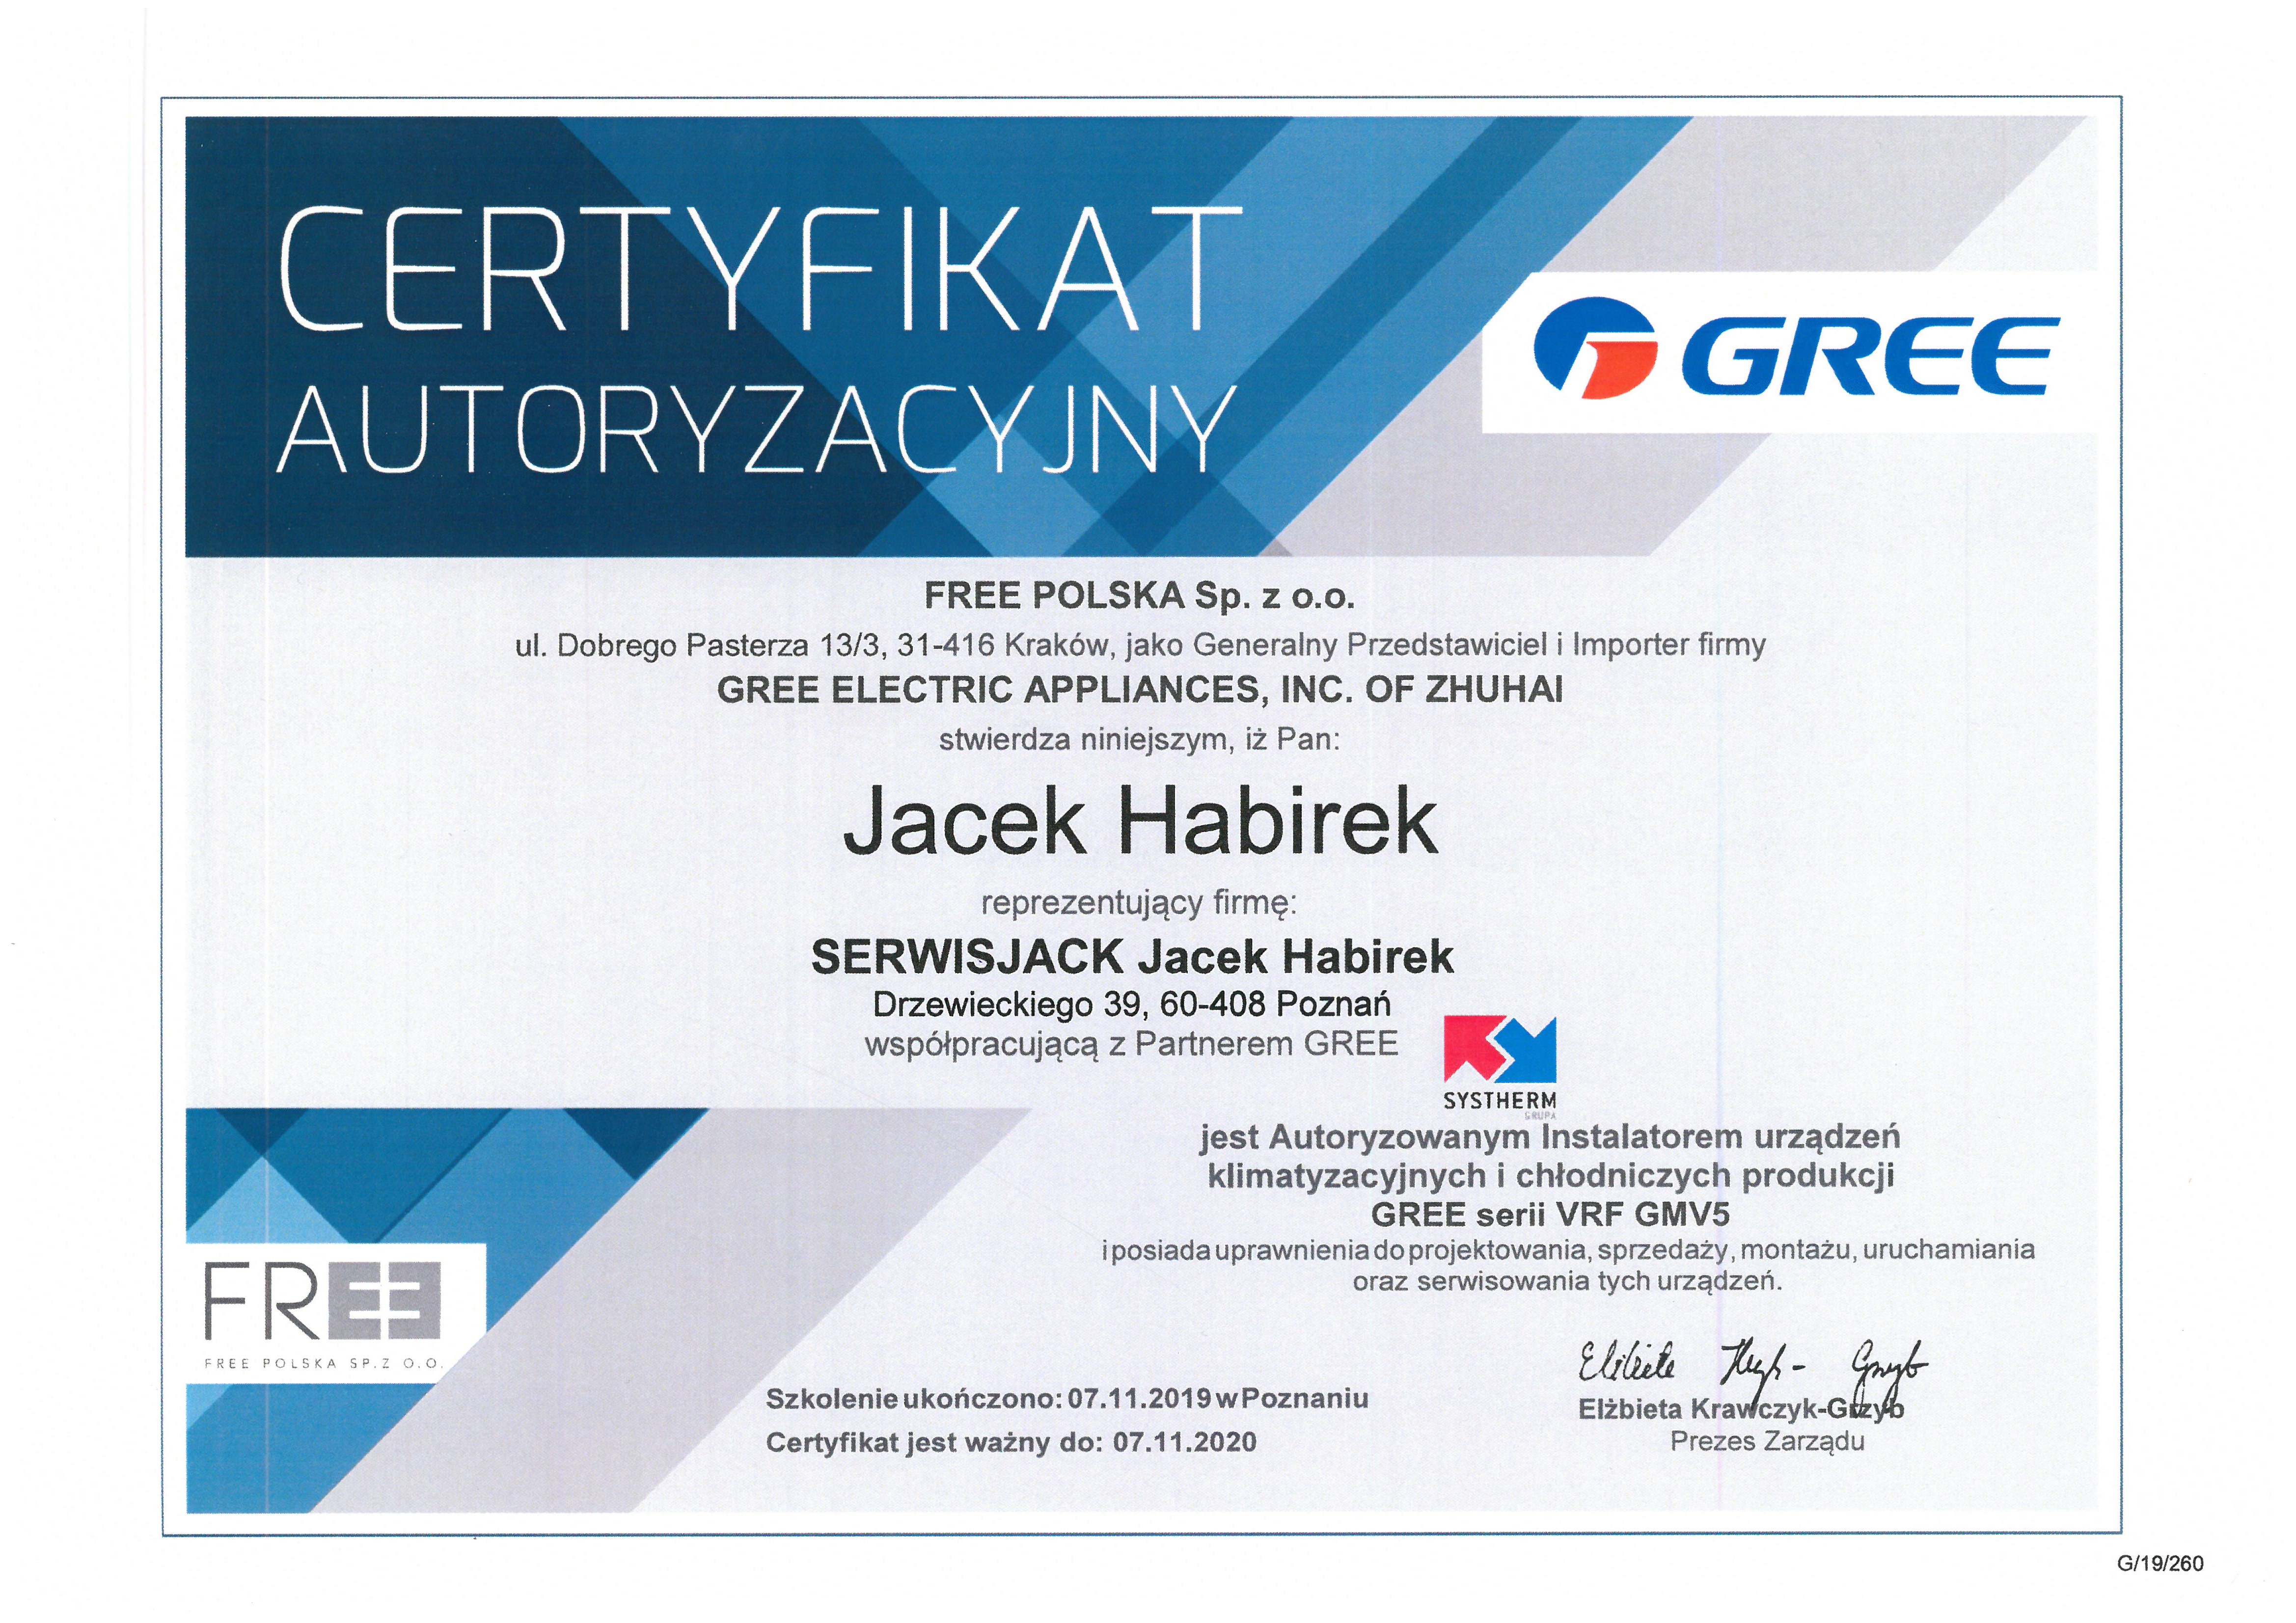 CERTYFIKAT
AUTORYZACYJNY
GREE
FREE POLSKA Sp. z o.o.
ul. Dobrego Pasterza 13/3, 31-416 Kraków, jako Generalny Przedstawiciel i Importer firmy
GREE ELECTRIC APPLIANCES, INC. OF ZHUHAI
stwierdza niniejszym, iż Pan:
Jacek Habirek
reprezentujący firmę:
SERWISJACK Jacek Habirek
Drzewieckiego 39, 60-408 Poznań
współpracującą z Partnerem GREE
SYSTHERM
GRUPA
jest Autoryzowanym Instalatorem urządzeń
klimatyzacyjnych i chłodniczych produkcji
GREE serii VRF GMV5
i posiada uprawnienia do projektowania, sprzedaży, montażu, uruchamiania
oraz serwisowania tych urządzeń.
FREE
FREE POLSKA SP.Z O.O.
Szkolenie ukończono: 07.11.2019 w Poznaniu
Certyfikat jest ważny do: 07.11.2020
Elżbieta Krawczyk-Grzyb
Prezes Zarządu
G/19/260